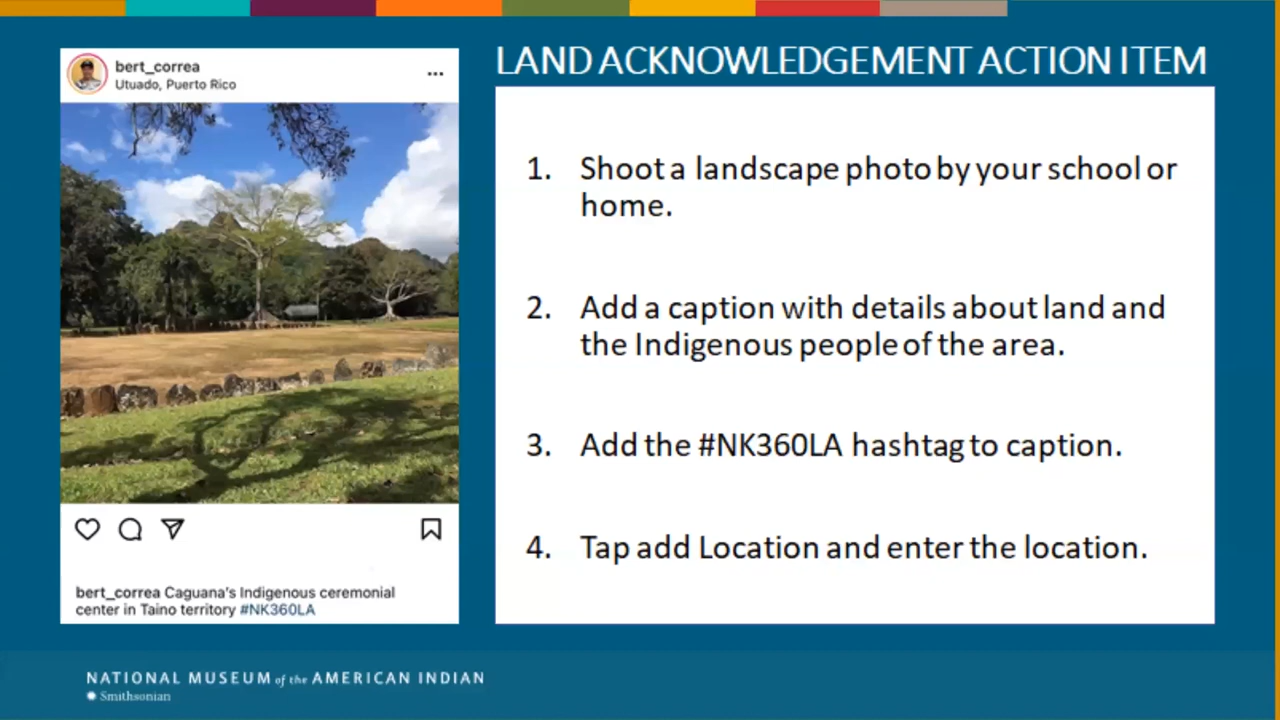 bert_correa
Utuado, Puerto Rico
bert_correa Caguana's Indigenous ceremonial
center in Taino territory #NK360LA
LAND ACKNOWLEDGEMENT ACTION ITEM
1. Shoot a landscape photo by your school or
home.
2. Add a caption with details about land and
the Indigenous people of the area.
3. Add the #NK360LA hashtag to caption.
4. Tap add Location and enter the location.
NATIONAL MUSEUM of the AMERICAN INDIAN
Smithsonian